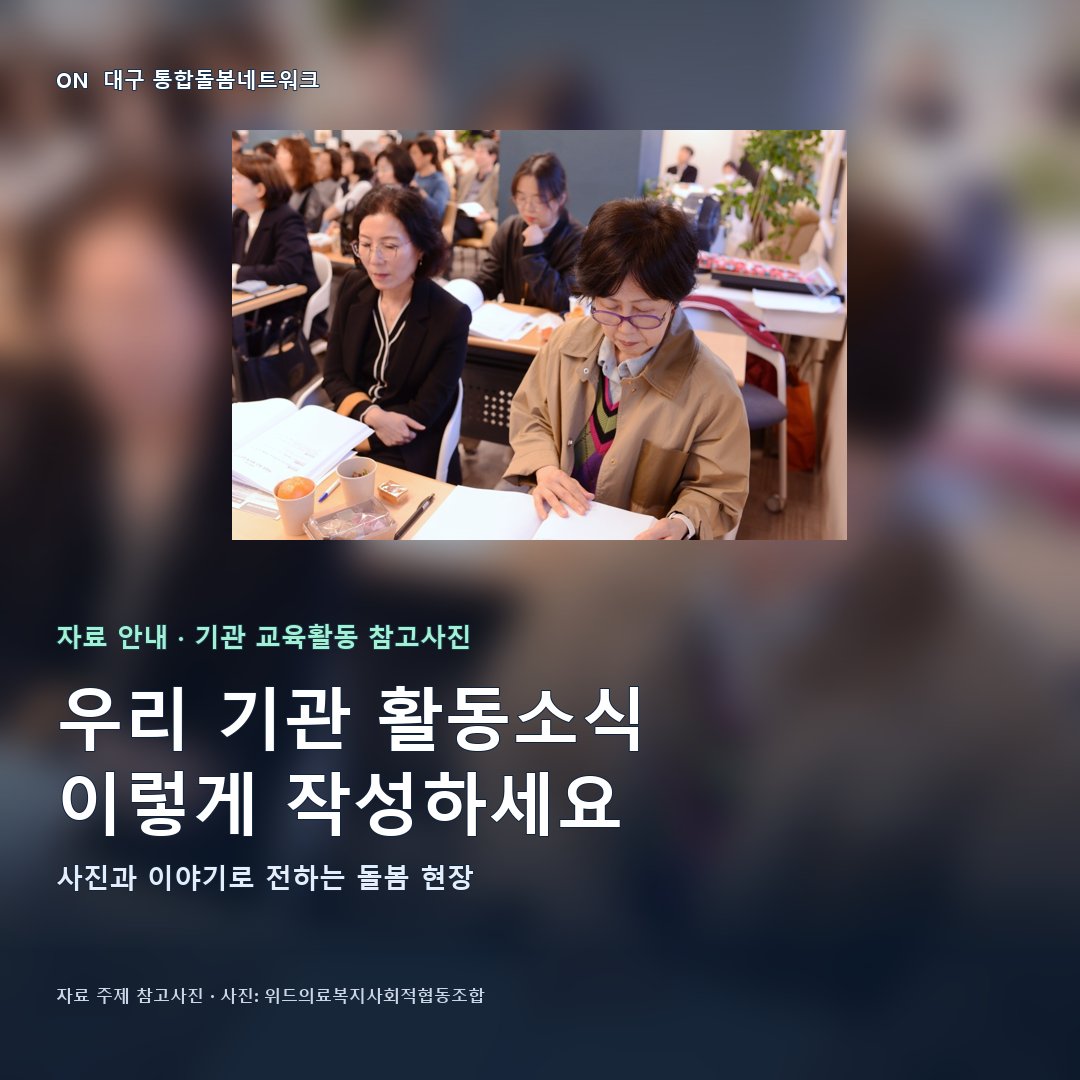 ON 대구 통합돌봄네트워크
자료 안내 · 기관 교육활동 참고사진
우리 기관 활동소식
이렇게 작성하세요
사진과 이야기로 전하는 돌봄 현장
자료 주제 참고사진 · 사진: 위드의료복지사회적협동조합